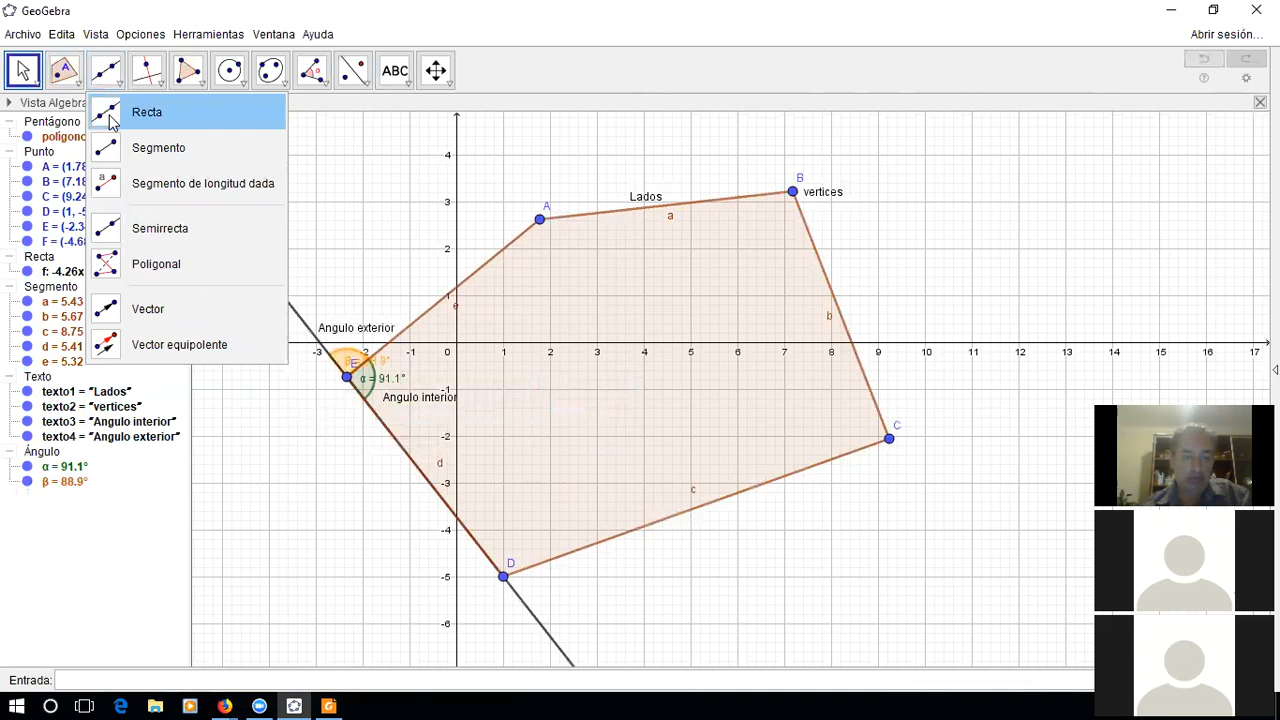 GeoGebra
Archivo Edita Vista Opciones Herramientas Ventana Ayuda
Abrir sesión...
A
α
ABC
Vista Algebra
Recta
Segmento
a
Segmento de longitud dada
Semirrecta
Poligonal
Vector
Vector equipolente
Pentágono
Punto
A = (1.78
B = (7.18
C = (9.24
D = (1, -5
E = (-2.3
F = (-4.68
Recta
f: -4.26x
Segmento
a = 5.43
b = 5.67
c = 8.75
d = 5.41
e = 5.32
Texto
texto1 = "Lados"
texto2 = "vertices"
texto3 = "Angulo interior"
texto4 = "Angulo exterior"
Ángulo
α = 91.1°
β = 88.9°
4
3
2
1
-1
-2
-3
-4
-5
-6
-3 -2 -1 0 1 2 3 4 5 6 7 8 9 10 11 12 13 14 15 16 17
A
B
vertices
Lados
a
b
C
c
D
d
e
E
Angulo exterior
α = 91.1°
Angulo interior
Entrada: